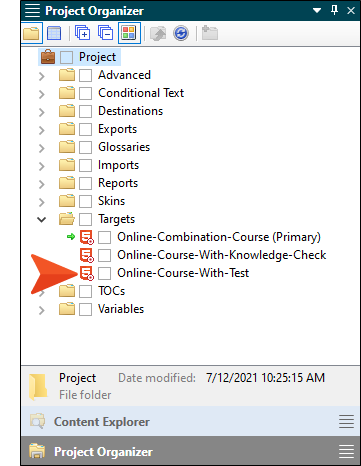 Project Organizer
Project
Advanced
Conditional Text
Destinations
Exports
Glossaries
Imports
Reports
Skins
Targets
Online-Combination-Course (Primary)
Online-Course-With-Knowledge-Check
Online-Course-With-Test
TOCs
Variables
Project Date modified: 7/12/2021 10:25:15 AM
File folder
Content Explorer
Project Organizer